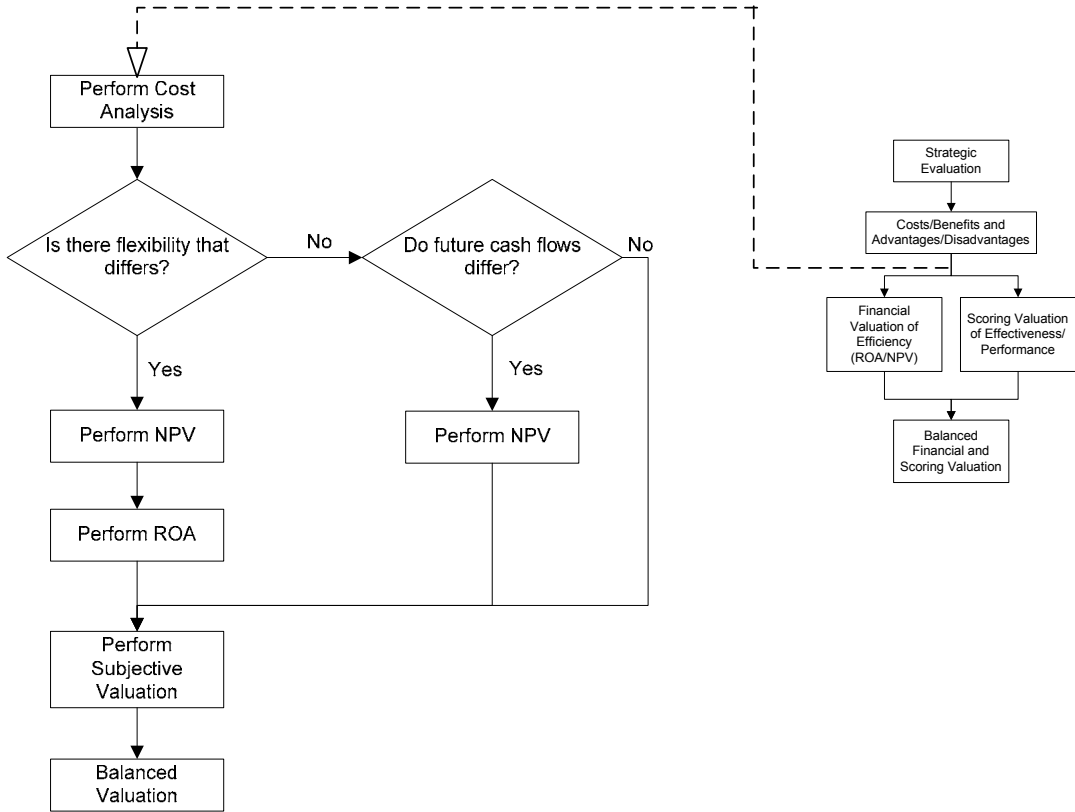 Perform Cost
Analysis
Is there flexibility that
differs?
No
Do future cash flows
differ?
No
Yes
Yes
Perform NPV
Perform NPV
Perform ROA
Perform
Subjective
Valuation
Balanced
Valuation
Strategic
Evaluation
Costs/Benefits and
Advantages/Disadvantages
Financial
Valuation of
Efficiency
(ROA/NPV)
Scoring Valuation
of Effectiveness/
Performance
Balanced
Financial and
Scoring Valuation